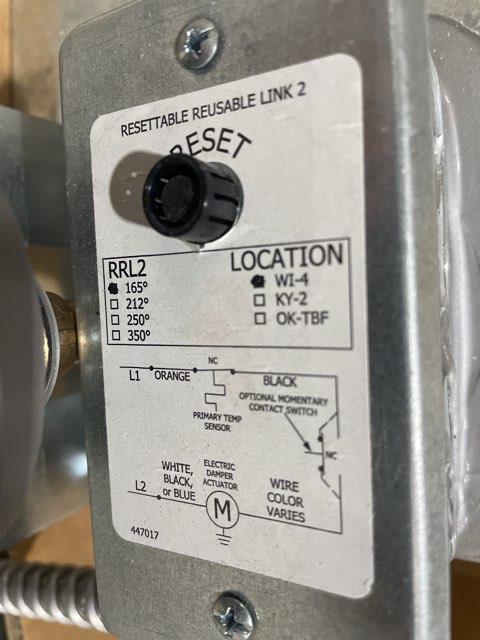 RESETTABLE REUSABLE LINK 2
RESET
RRL2
165°
212°
250°
350°
LOCATION
WI-4
KY-2
OK-TBF
L1
ORANGE
NC
BLACK
PRIMARY TEMP
SENSOR
OPTIONAL MOMENTARY
CONTACT SWITCH
N/C
L2
WHITE,
BLACK,
or BLUE
ELECTRIC
DAMPER
ACTUATOR
M
WIRE
COLOR
VARIES
447017